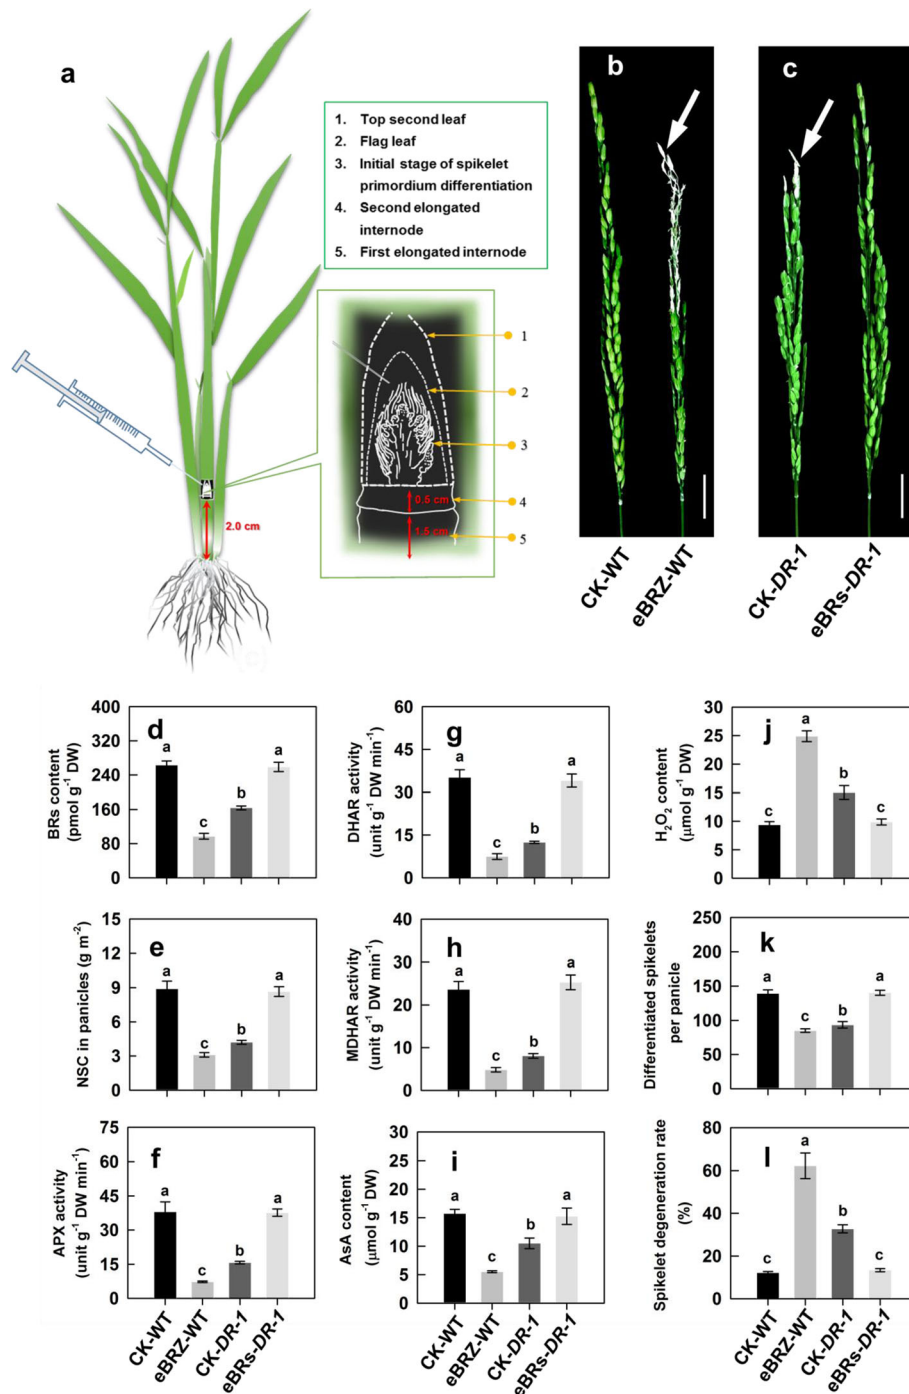 a
1. Top second leaf
2. Flag leaf
3. Initial stage of spikelet
primordium differentiation
4. Second elongated
internode
5. First elongated internode
1
2
3
4
5
0.5 cm
1.5 cm
2.0 cm
b
c
CK-WT
eBRZ-WT
CK-DR-1
eBRs-DR-1
d
BRs content
(pmol g⁻¹ DW)
400
320
240
160
80
0
a
c
b
a
g
DHAR activity
(unit g⁻¹ DW min⁻¹)
60
45
30
15
0
a
c
b
a
j
H₂O₂ content
(μmol g⁻¹ DW)
30
25
20
15
10
5
0
c
a
b
c
e
NSC in panicles (g m⁻²)
15
12
9
6
3
0
a
c
b
a
h
MDHAR activity
(unit g⁻¹ DW min⁻¹)
40
30
20
10
0
a
c
b
a
k
Differentiated spikelets
per panicle
250
200
150
100
50
0
a
c
b
a
f
APX activity
(unit g⁻¹ DW min⁻¹)
75
60
45
30
15
0
a
c
b
a
CK-WT
eBRZ-WT
CK-DR-1
eBRs-DR-1
i
AsA content
(μmol g⁻¹ DW)
30
25
20
15
10
5
0
a
c
b
a
CK-WT
eBRZ-WT
CK-DR-1
eBRs-DR-1
l
Spikelet degeneration rate
(%)
80
60
40
20
0
c
a
b
c
CK-WT
eBRZ-WT
CK-DR-1
eBRs-DR-1